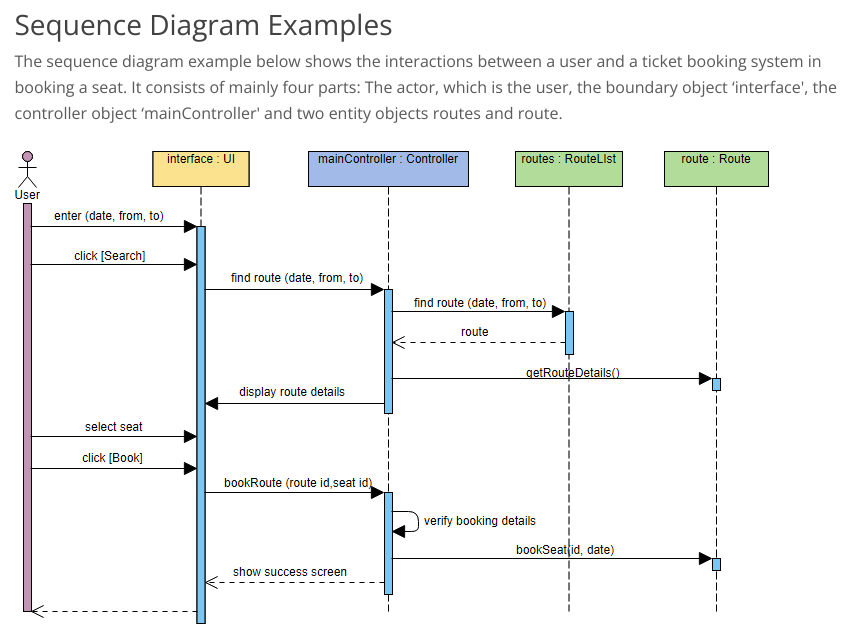 Sequence Diagram Examples
The sequence diagram example below shows the interactions between a user and a ticket booking system in
booking a seat. It consists of mainly four parts: The actor, which is the user, the boundary object ‘interface', the
controller object ‘mainController' and two entity objects routes and route.
interface : UI
mainController : Controller
routes : RouteLIst
route : Route
User
enter (date, from, to)
click [Search]
find route (date, from, to)
find route (date, from, to)
route
getRouteDetails()
display route details
select seat
click [Book]
bookRoute (route id,seat id)
verify booking details
bookSeat(id, date)
show success screen